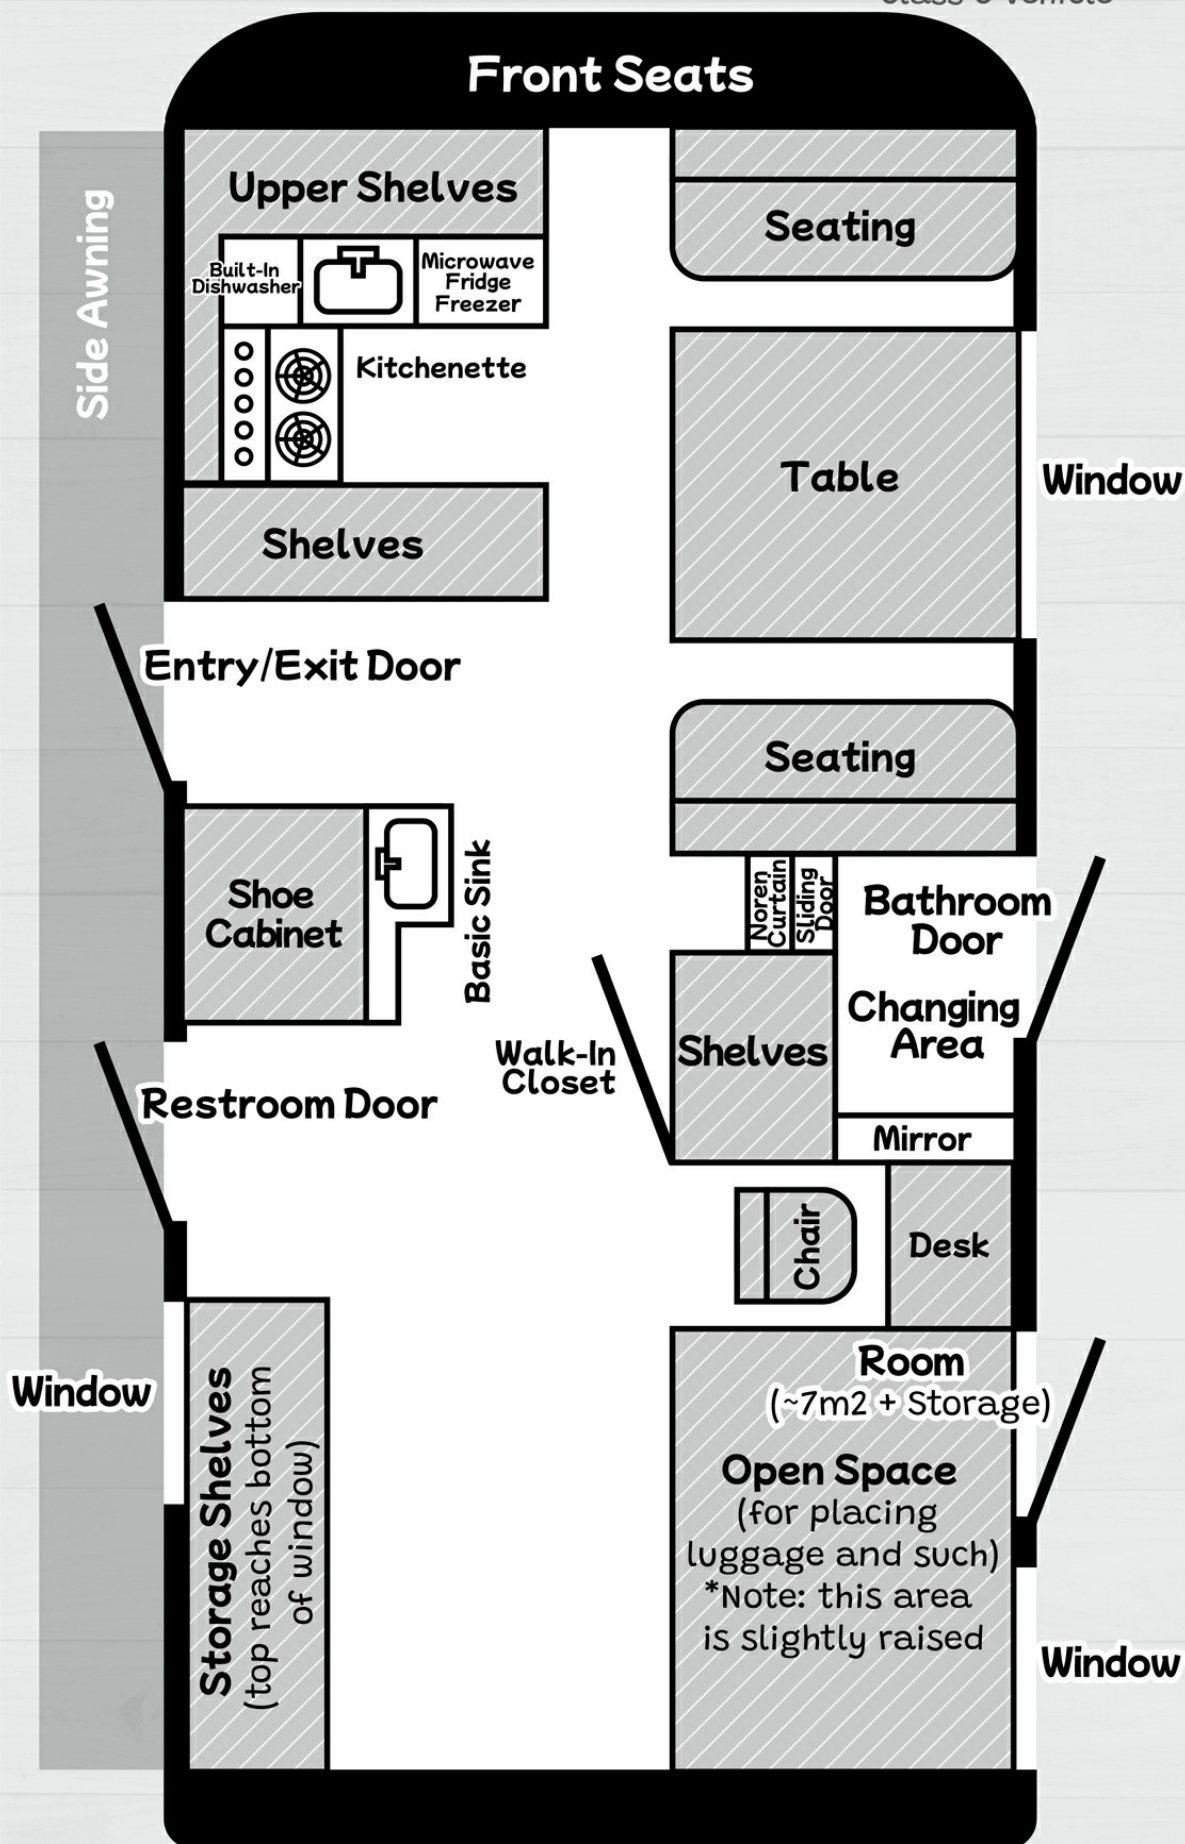 Class C Vehicle
Front Seats
Side Awning
Upper Shelves
Seating
Built-In
Dishwasher
Microwave
Fridge
Freezer
Kitchenette
Table
Window
Shelves
Entry/Exit Door
Seating
Shoe
Cabinet
Basic Sink
Noren
Curtain
Sliding
Door
Bathroom
Door
Changing
Area
Walk-In
Closet
Shelves
Restroom Door
Mirror
Chair
Desk
Window
Storage Shelves
(top reaches bottom
of window)
Room
(~7m2 + Storage)
Open Space
(for placing
luggage and such)
*Note: this area
is slightly raised
Window